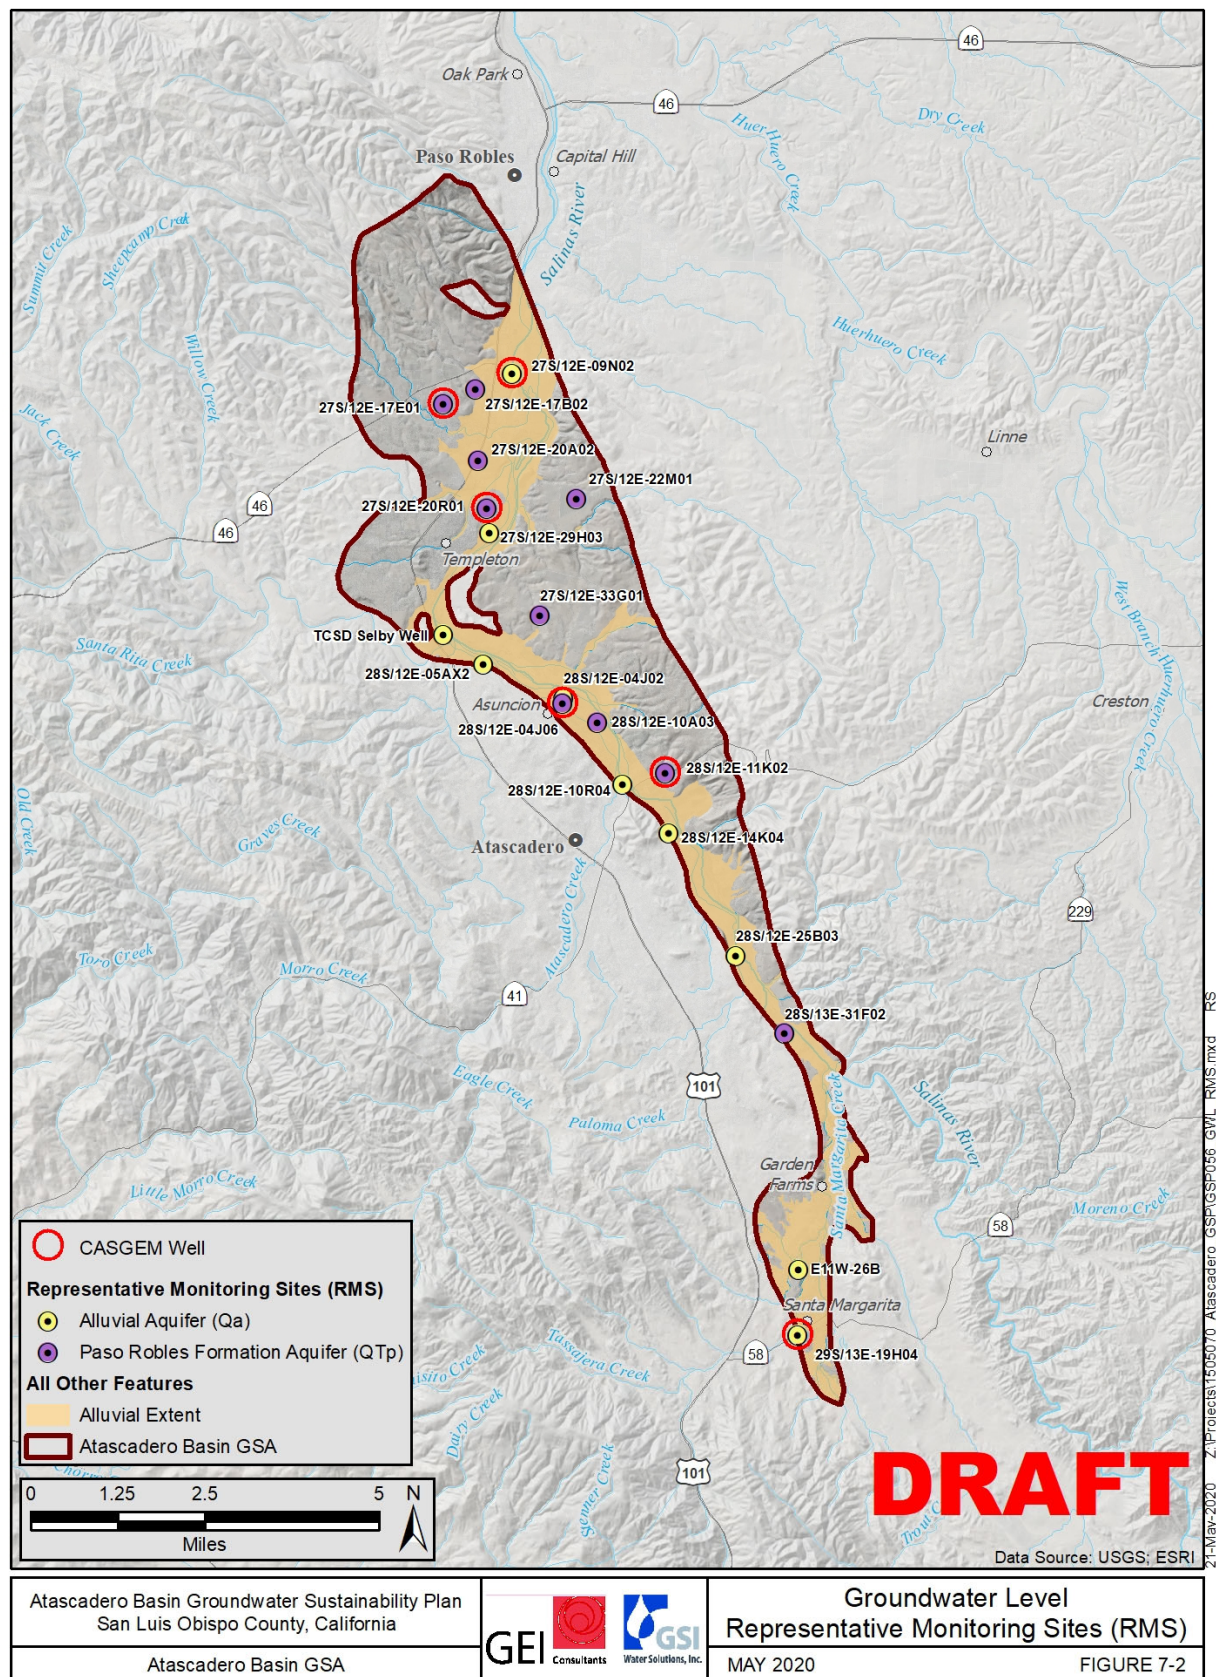 46
Oak Park
46
Dry Creek
Huer Huero Creek
Paso Robles
Capital Hill
Salinas River
Summit Creek
Sheepcamp Crek
Willow Creek
Huerhuero Creek
Jack Creek
27S/12E-09N02
27S/12E-17E01
27S/12E-17B02
Linne
27S/12E-20A02
27S/12E-22M01
46
27S/12E-20R01
46
27S/12E-29H03
Templeton
27S/12E-33G01
West Branch Huerhuero Creek
TCSD Selby Well
Santa Rita Creek
28S/12E-05AX2
28S/12E-04J02
Asuncion
Creston
28S/12E-04J06
28S/12E-10A03
28S/12E-11K02
28S/12E-10R04
Old Creek
Graves Creek
Atascadero
28S/12E-14K04
Atascadero Creek
229
28S/12E-25B03
Toro Creek
Morro Creek
41
28S/13E-31F02
Eagle Creek
101
Paloma Creek
Santa Margarita Creek
Salinas River
Garden
Farms
Little Morro Creek
Moreno Creek
58
E11W-26B
Santa Margarita
58
29S/13E-19H04
Tassajera Creek
Dairy Creek
101
CASGEM Well
Representative Monitoring Sites (RMS)
Alluvial Aquifer (Qa)
Paso Robles Formation Aquifer (QTp)
All Other Features
Alluvial Extent
Atascadero Basin GSA
0 1.25 2.5 5 N
Miles
DRAFT
Data Source: USGS; ESRI
21-May-2020 Z:\Projects\1505070_Atascadero_GSP\GSP056_GWL_RMS.mxd RS
Atascadero Basin Groundwater Sustainability Plan
San Luis Obispo County, California
Atascadero Basin GSA
GEI Consultants
GSI
Water Solutions, Inc.
Groundwater Level
Representative Monitoring Sites (RMS)
MAY 2020
FIGURE 7-2